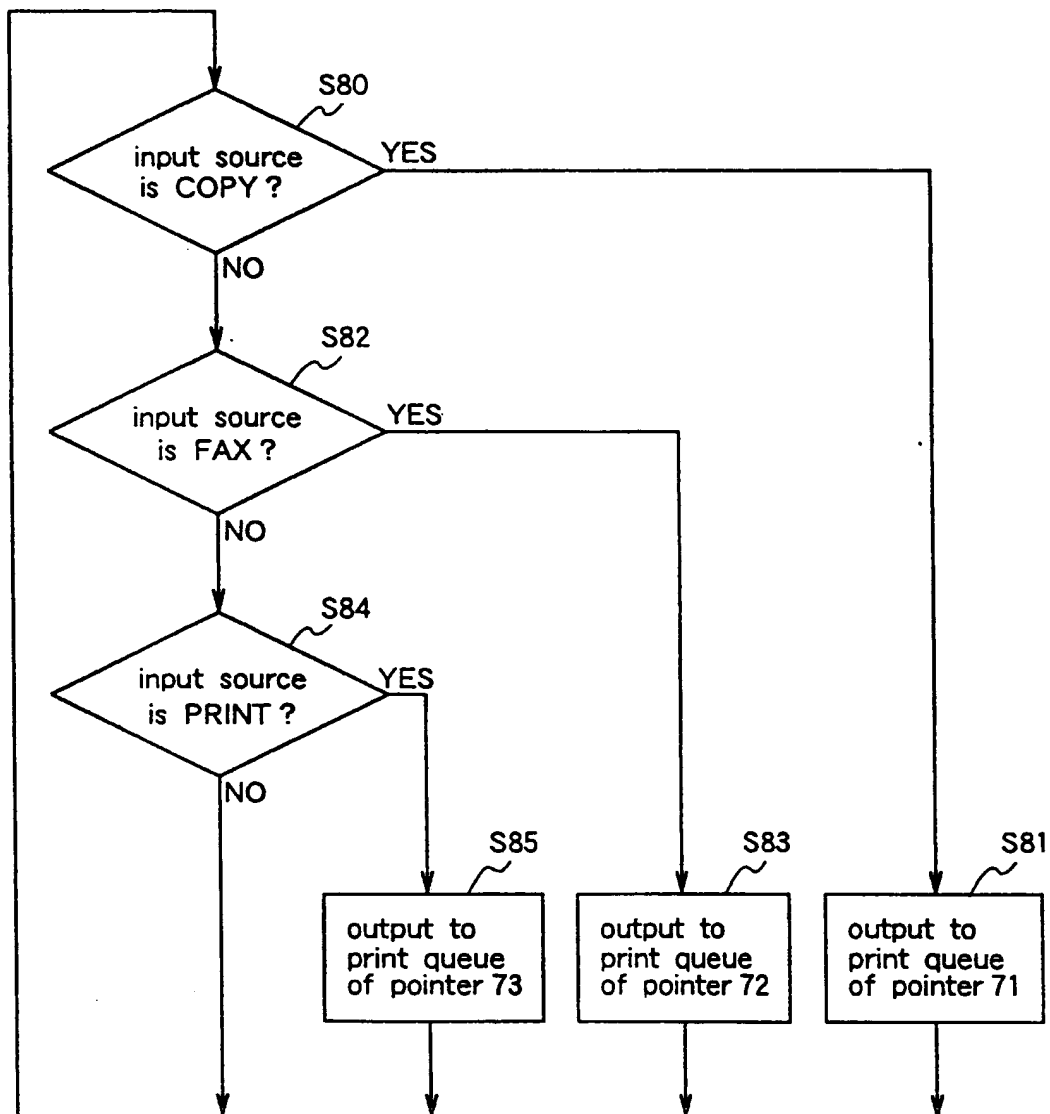 S80
input source
is COPY ?
YES
NO
S82
input source
is FAX ?
YES
NO
S84
input source
is PRINT ?
YES
NO
S85
output to
print queue
of pointer 73
S83
output to
print queue
of pointer 72
S81
output to
print queue
of pointer 71